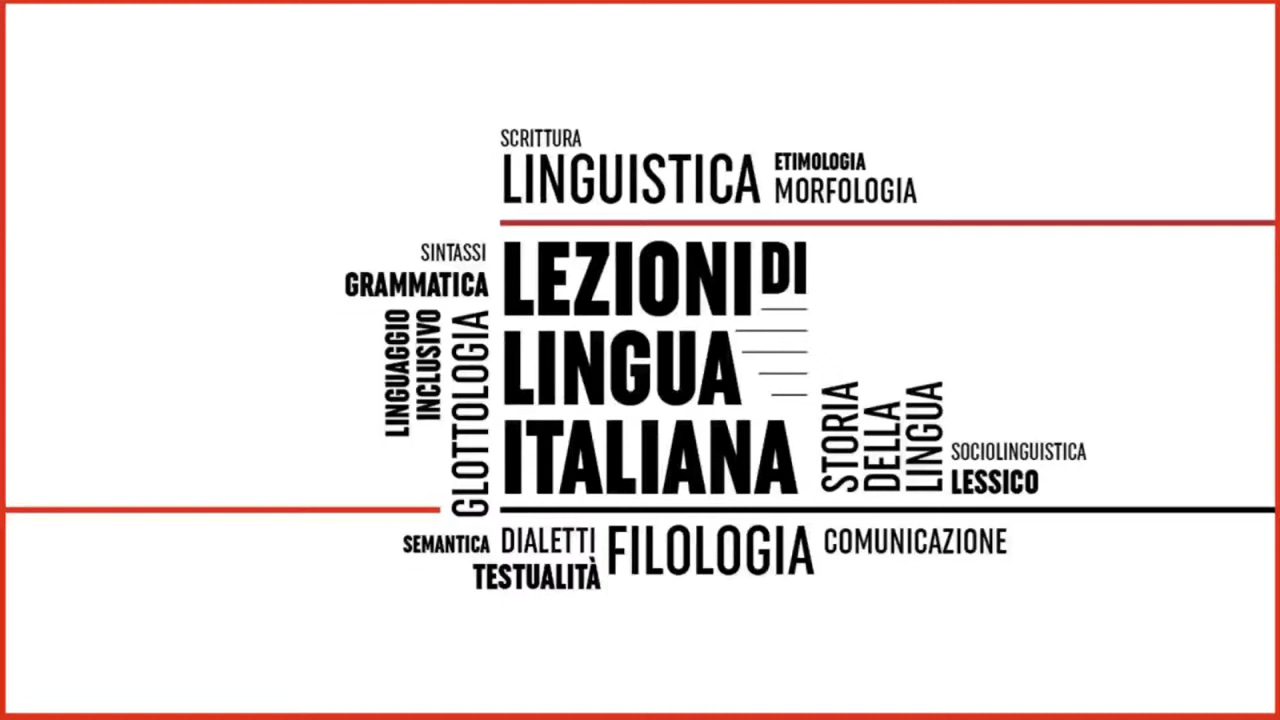 SCRITTURA
LINGUISTICA
ETIMOLOGIA
MORFOLOGIA
SINTASSI
GRAMMATICA
LINGUAGGIO
INCLUSIVO
GLOTTOLOGIA
LEZIONI DI
LINGUA
ITALIANA
STORIA
DELLA
LINGUA
SOCIOLINGUISTICA
LESSICO
SEMANTICA
DIALETTI
TESTUALITÀ
FILOLOGIA
COMUNICAZIONE